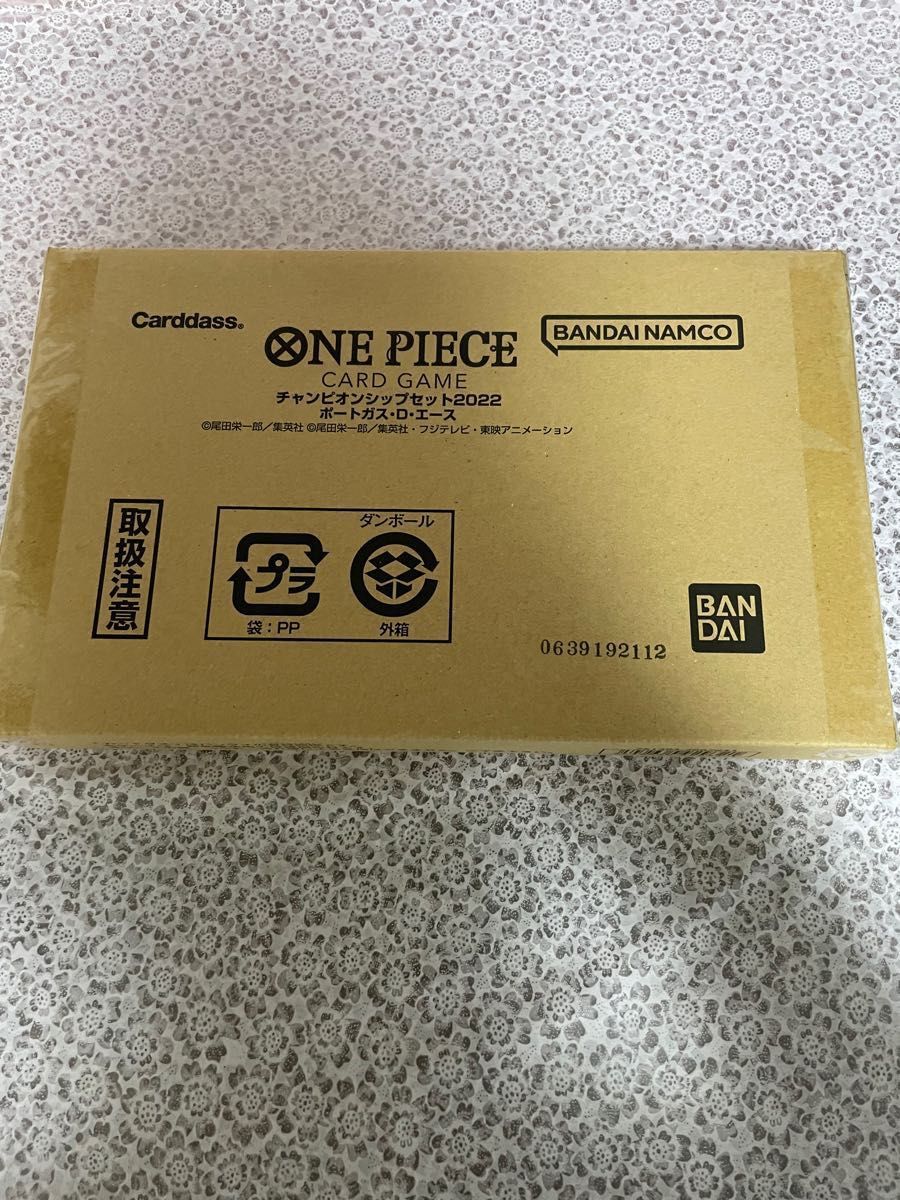 Carddass®
ONE PIECE
BANDAI NAMCO
CARD GAME
チャンピオンシップセット2022
ポートガス・D・エース
©尾田栄一郎／集英社 ©尾田栄一郎／集英社・フジテレビ・東映アニメーション
取扱注意
ダンボール
プラ
袋：PP
外箱
0639192112
BAN
DAI